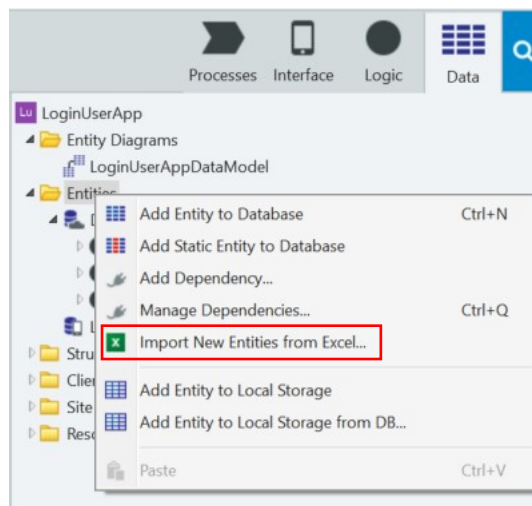 Processes Interface Logic Data
Lu LoginUserApp
Entity Diagrams
LoginUserAppDataModel
Entities
Add Entity to Database Ctrl+N
Add Static Entity to Database
Add Dependency...
Manage Dependencies... Ctrl+Q
Import New Entities from Excel...
Add Entity to Local Storage
Add Entity to Local Storage from DB...
Site
Paste Ctrl+V